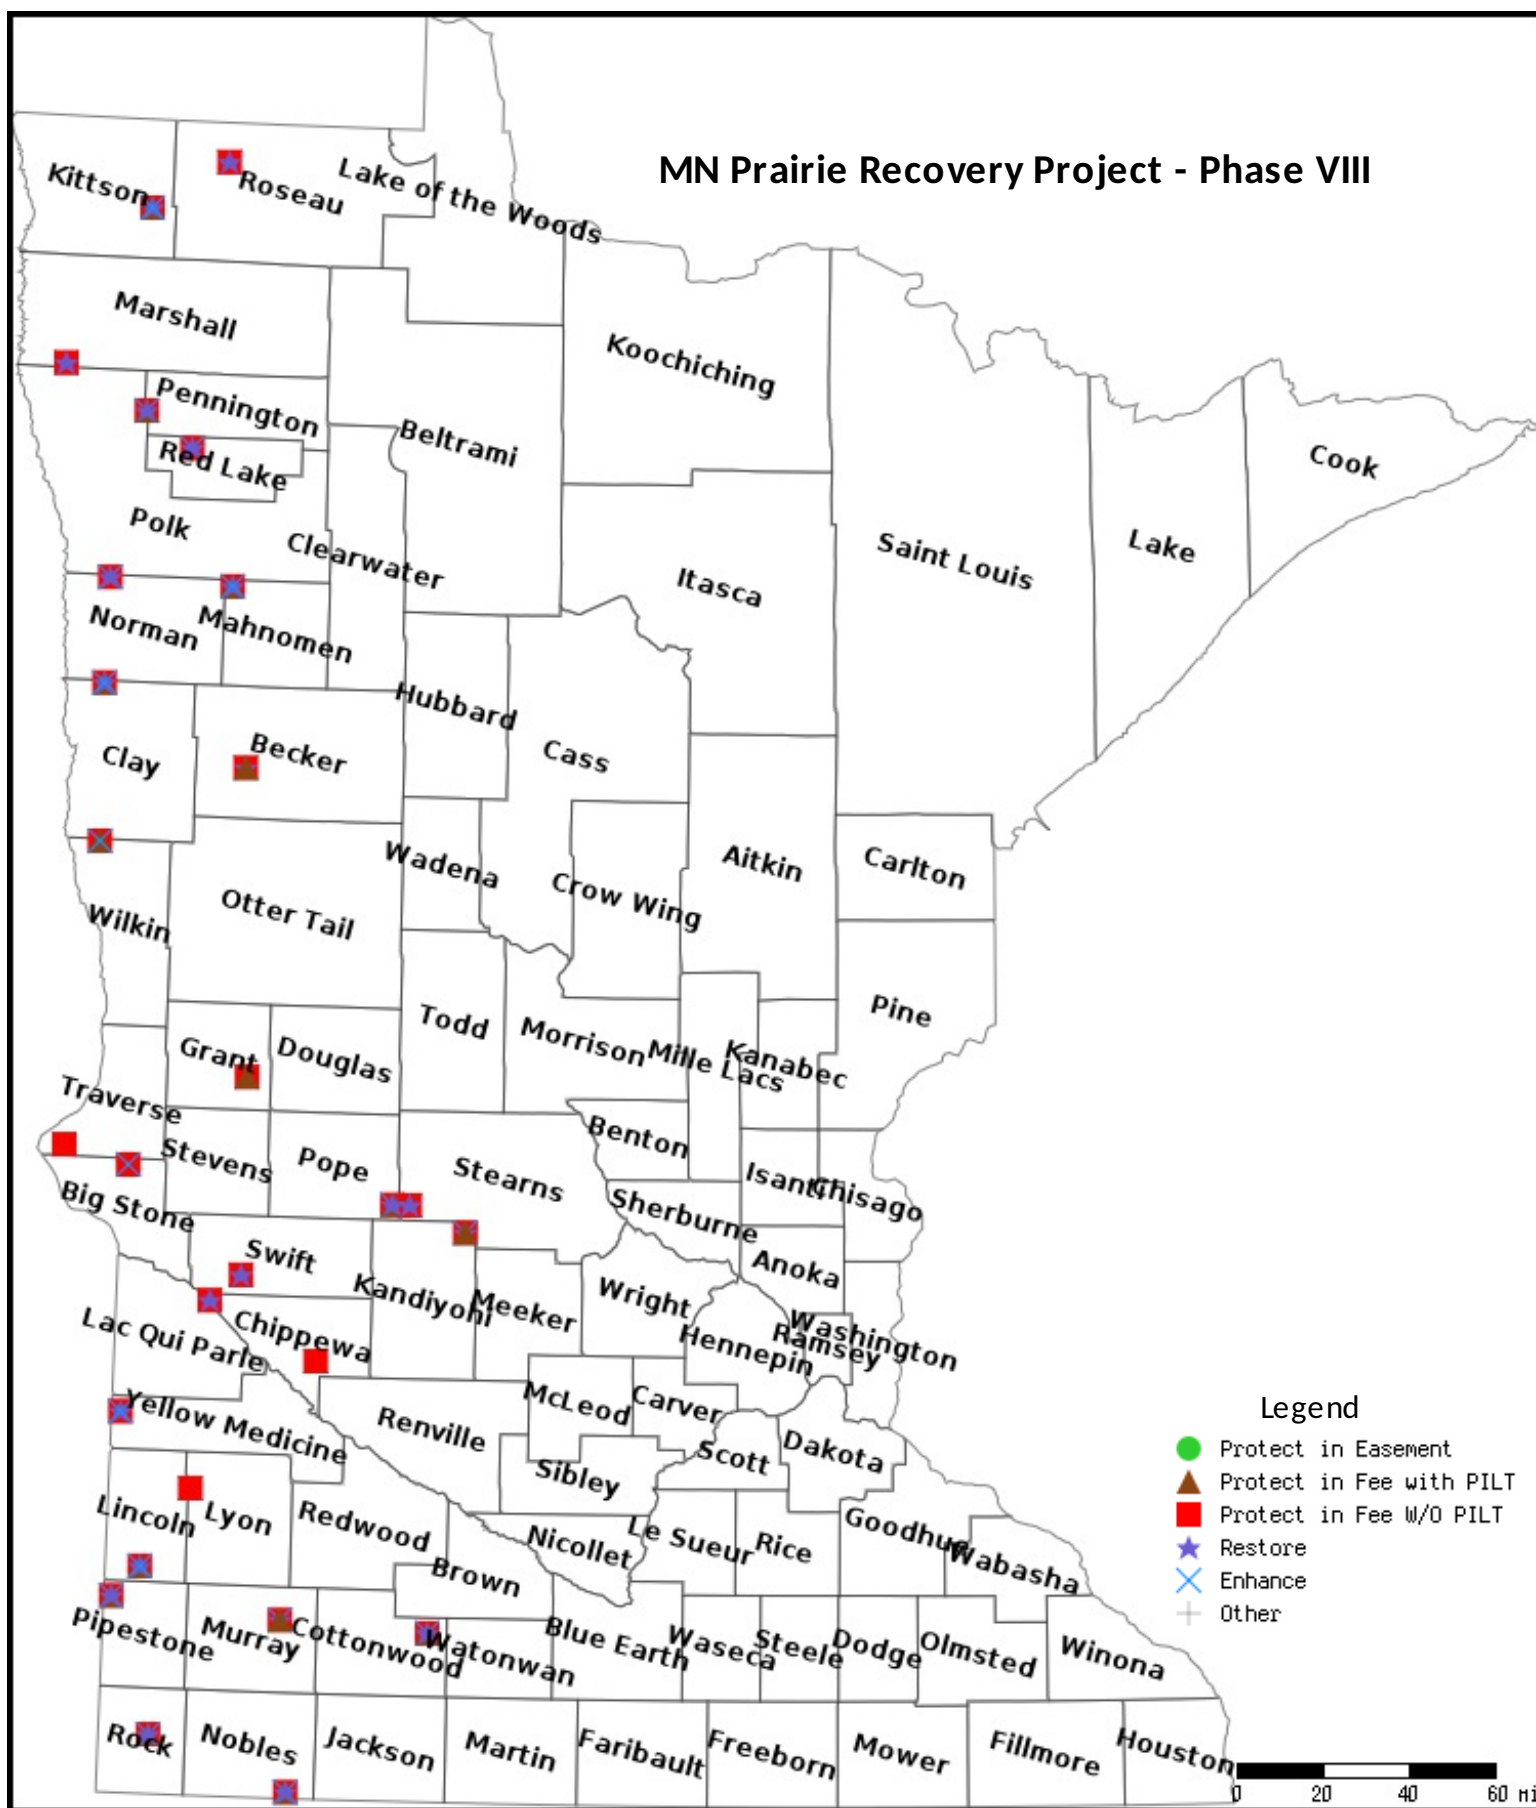 MN Prairie Recovery Project - Phase VIII
Kittson
Roseau
Lake of the Woods
Marshall
Koochiching
Pennington
Beltrami
Red Lake
Cook
Polk
Clearwater
Saint Louis
Lake
Itasca
Norman
Mahnomen
Hubbard
Clay
Becker
Cass
Wadena
Aitkin
Carlton
Crow Wing
Wilkin
Otter Tail
Pine
Todd
Morrison
Mille Lacs
Kanabec
Grant
Douglas
Traverse
Benton
Stevens
Pope
Stearns
Isanti
Chisago
Big Stone
Sherburne
Swift
Anoka
Kandiyohi
Meeker
Wright
Lac Qui Parle
Chippewa
Hennepin
Ramsey
Washington
McLeod
Carver
Yellow Medicine
Renville
Scott
Dakota
Sibley
Lincoln
Lyon
Redwood
Nicollet
Le Sueur
Rice
Goodhue
Wabasha
Brown
Pipestone
Murray
Cottonwood
Watonwan
Blue Earth
Waseca
Steele
Dodge
Olmsted
Winona
Rock
Nobles
Jackson
Martin
Faribault
Freeborn
Mower
Fillmore
Houston
Legend
Protect in Easement
Protect in Fee with PILT
Protect in Fee W/O PILT
Restore
Enhance
Other
0 20 40 60 Mi